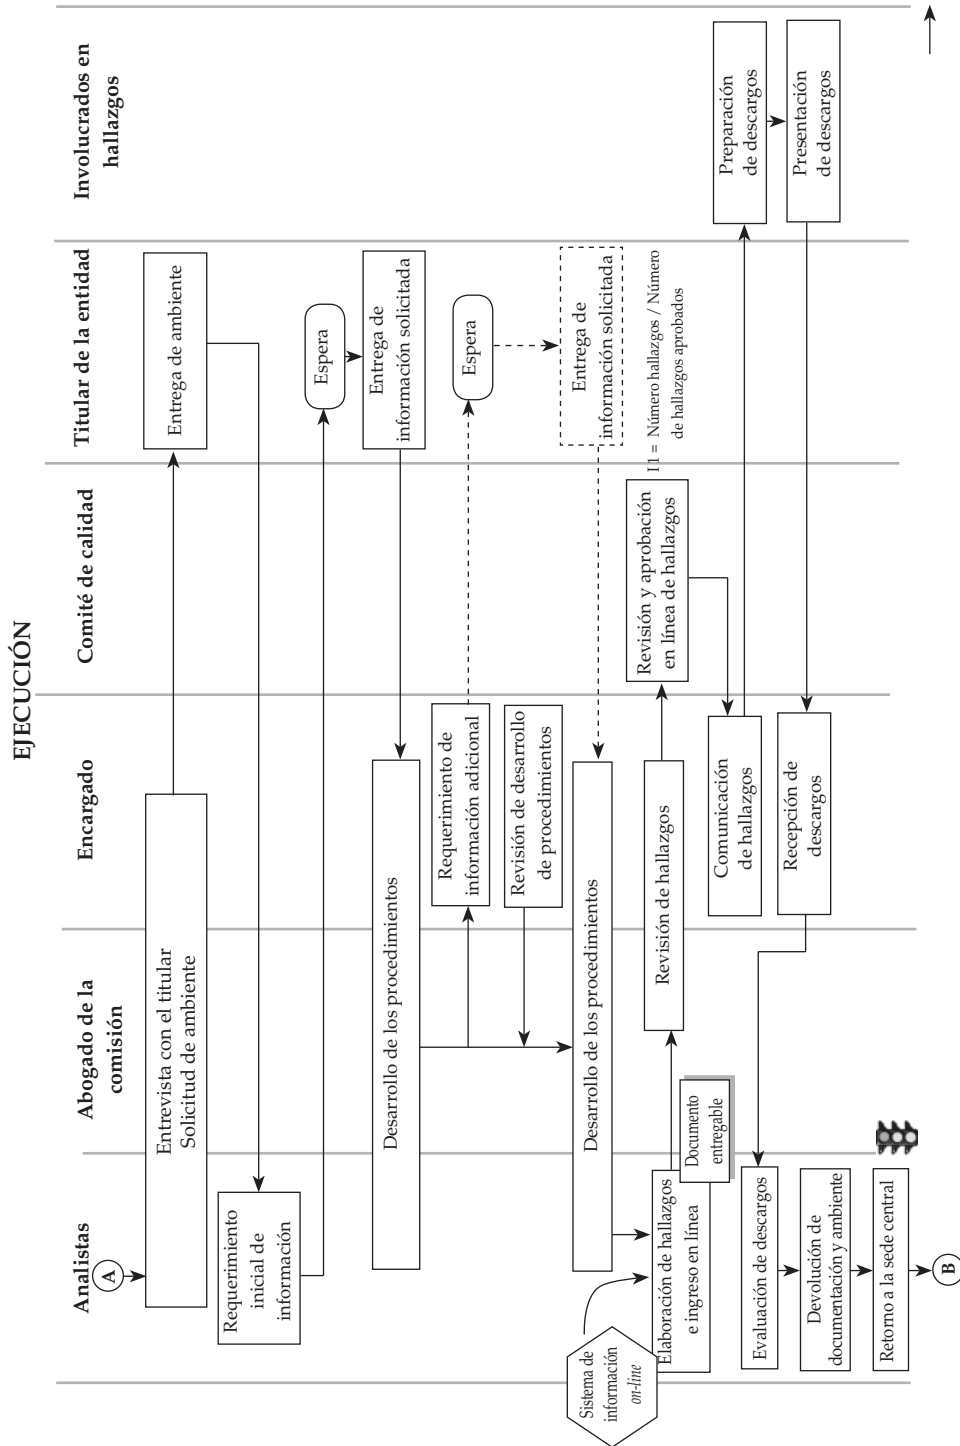 EJECUCIÓN
Analistas
Abogado de la
comisión
Encargado
Comité de calidad
Titular de la entidad
Involucrados en
hallazgos
A
Entrevista con el titular
Solicitud de ambiente
Entrega de ambiente
Requerimiento
inicial de
información
Espera
Entrega de
información solicitada
Desarrollo de los procedimientos
Requerimiento de
información adicional
Espera
Revisión de desarrollo
de procedimientos
Entrega de
información solicitada
Desarrollo de los procedimientos
Sistema de
información
on-line
Elaboración de hallazgos
e ingreso en línea
Documento
entregable
Revisión de hallazgos
Revisión y aprobación
en línea de hallazgos
I 1 = Número hallazgos / Número
de hallazgos aprobados
Comunicación
de hallazgos
Preparación
de descargos
Presentación
de descargos
Recepción de
descargos
Evaluación de descargos
Devolución de
documentación y ambiente
Retorno a la sede central
B